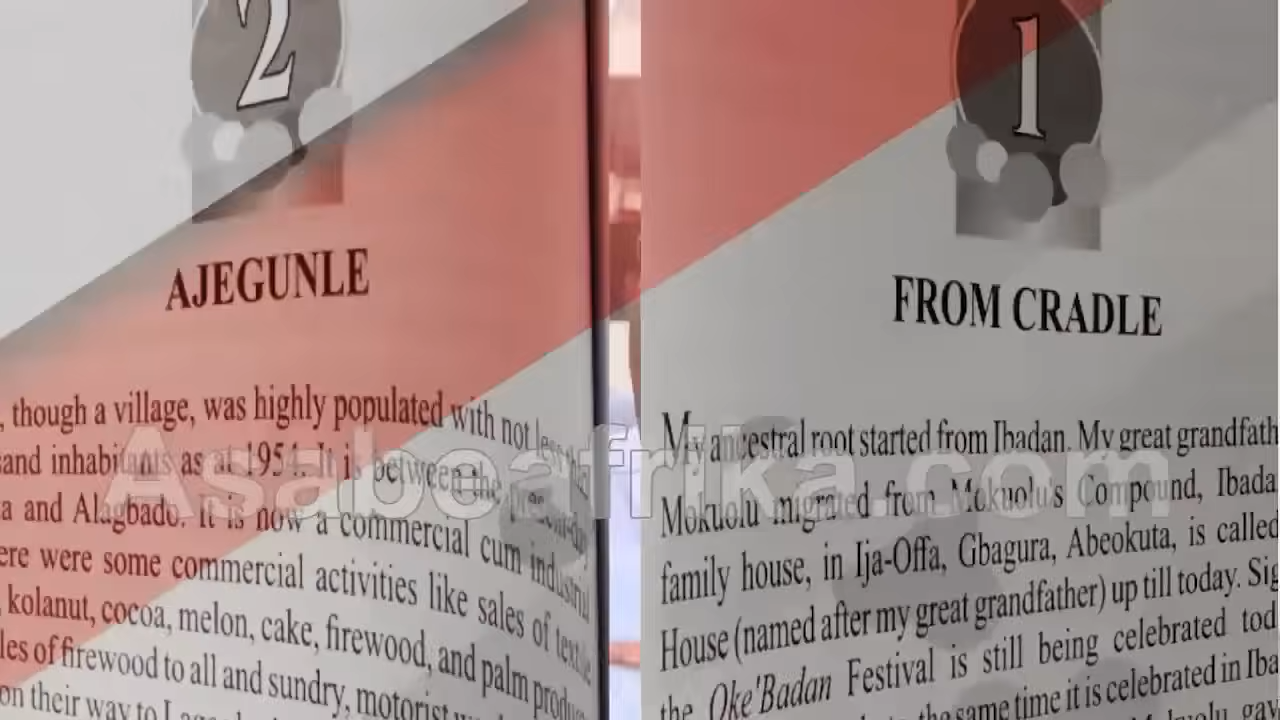 2
AJEGUNLE
, though a village, was highly populated with not less
sand inhabitants as at 1954. It is between the present-day
a and Alagbado. It is now a commercial cum industrial
ere were some commercial activities like sales of textile
, kolanut, cocoa, melon, cake, firewood, and palm produ
les of firewood to all and sundry, motorist
on their way to
1
FROM CRADLE
My ancestral root started from Ibadan. My great grandfath
Mokuolu migrated from Mokuolu's Compound, Ibada
family house, in Ija-Offa, Gbagura, Abeokuta, is called
House (named after my great grandfather) up till today. Sig
the Oke'Badan Festival is still being celebrated tod
the same time it is celebrated in Iba
Asabeafrika.com